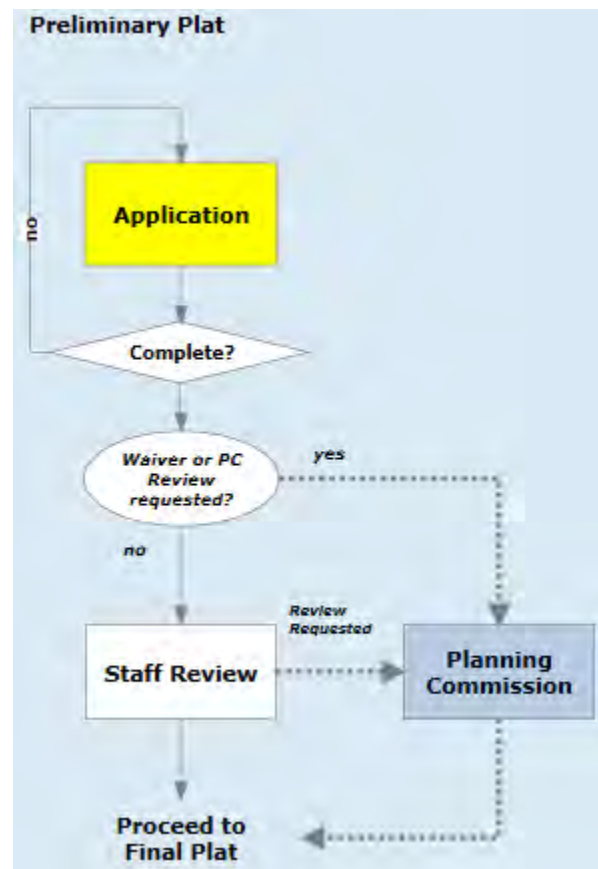 Preliminary Plat
no
Application
Complete?
Waiver or PC
Review
requested?
yes
no
Review
Requested
Staff Review
Planning
Commission
Proceed to
Final Plat